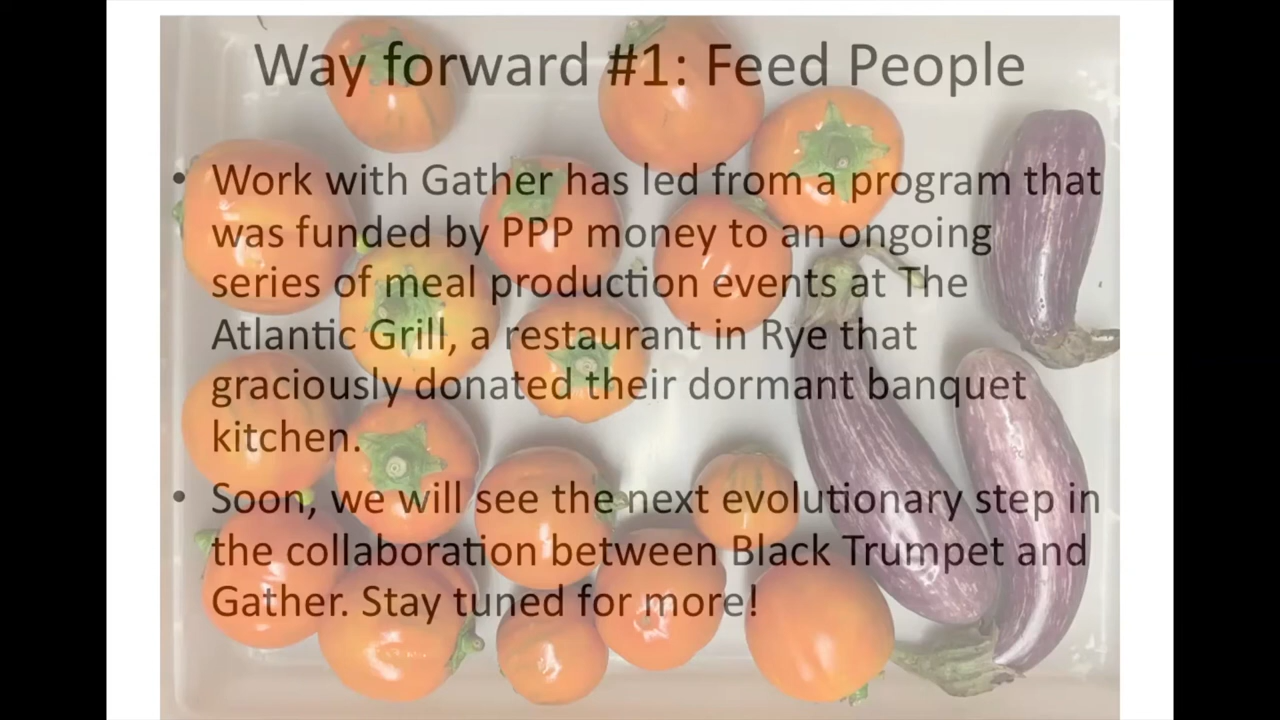 Way forward #1: Feed People
• Work with Gather has led from a program that
was funded by PPP money to an ongoing
series of meal production events at The
Atlantic Grill, a restaurant in Rye that
graciously donated their dormant banquet
kitchen.
• Soon, we will see the next evolutionary step in
the collaboration between Black Trumpet and
Gather. Stay tuned for more!